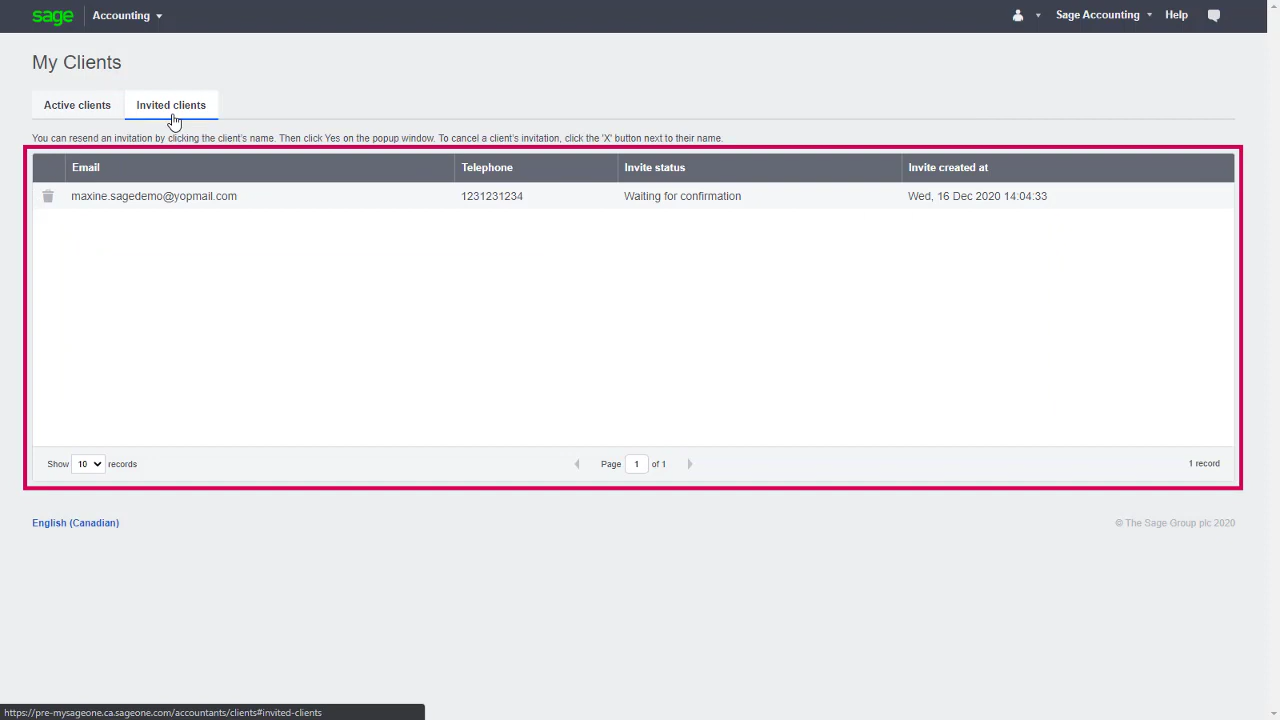 sage Accounting Sage Accounting Help
My Clients
Active clients Invited clients
You can resend an invitation by clicking the client's name. Then click Yes on the popup window. To cancel a client's invitation, click the 'X' button next to their name.
Email Telephone Invite status Invite created at
maxine.sagedemo@yopmail.com 1231231234 Waiting for confirmation Wed, 16 Dec 2020 14:04:33
Show 10 records Page 1 of 1 1 record
English (Canadian) © The Sage Group plc 2020
https://pre-mysageone.ca.sageone.com/accountants/clients#invited-clients